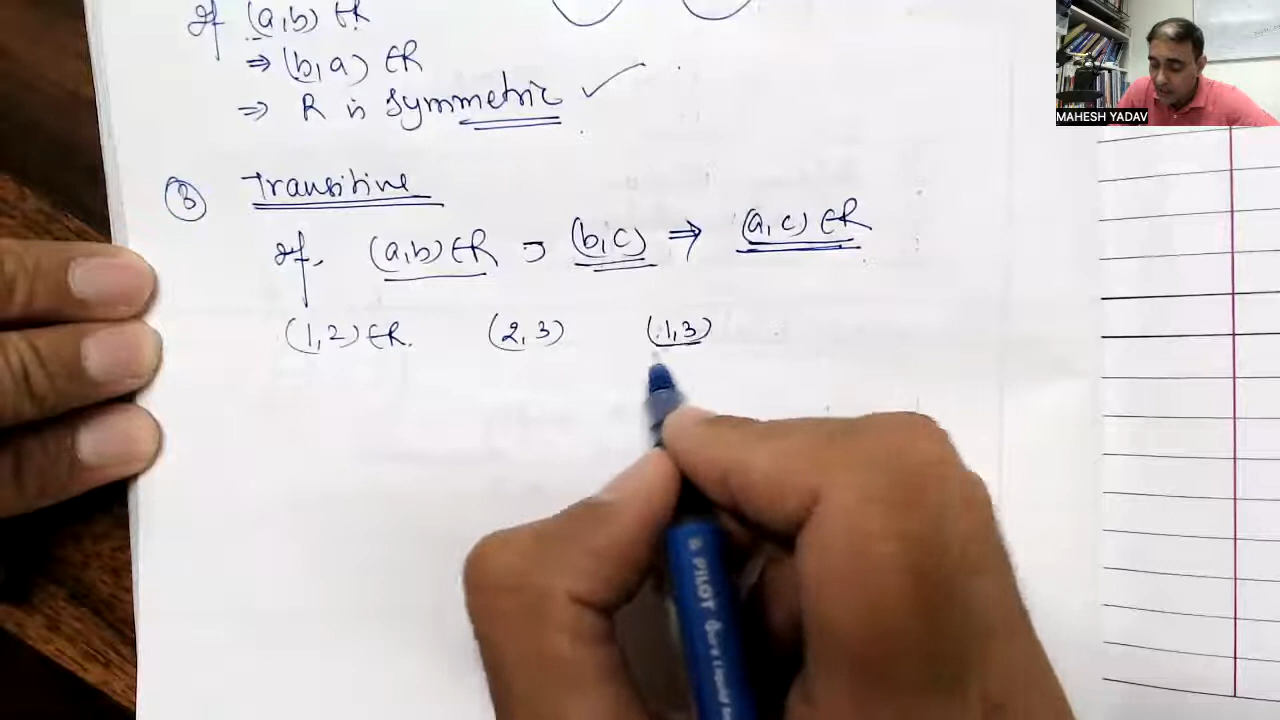 If (a,b) ∈ R
⇒ (b,a) ∈ R
⇒ R is symmetric ✓
③ Transitive
If, (a,b) ∈ R , (b,c) ⇒ (a,c) ∈ R
(1,2) ∈ R. (2,3) (1,3)
PILOT
MAHESH YADAV